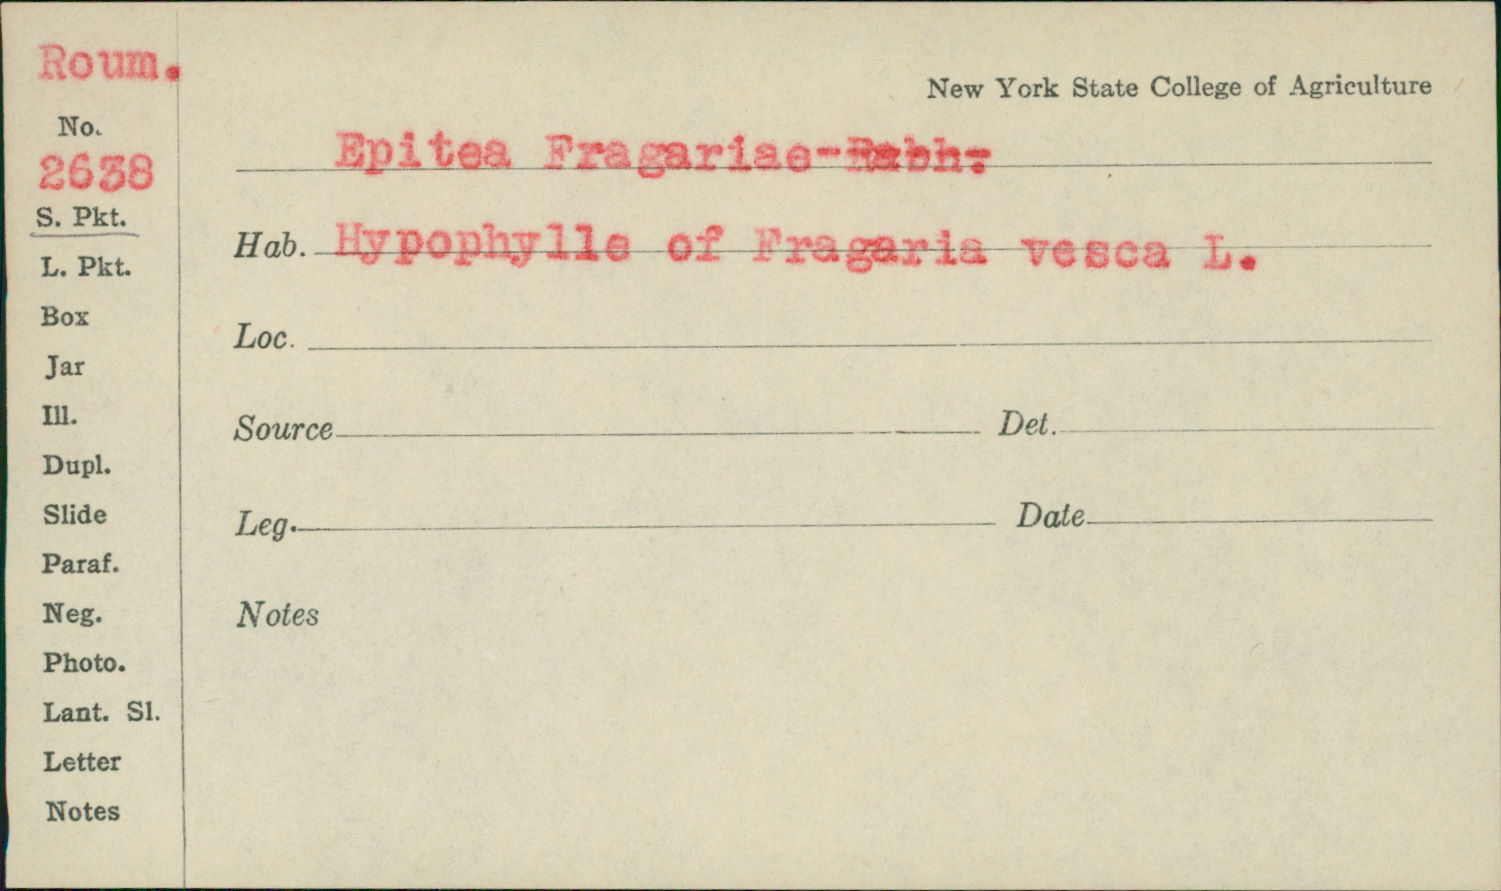 Roum.
New York State College of Agriculture
No.
2638
Epitea Fragariae-Rabh.
S. Pkt.
Hab. Hypophylle of Fragaria vesca L.
L. Pkt.
Box
Loc.
Jar
Ill.
Source Det.
Dupl.
Slide
Leg. Date
Paraf.
Neg.
Notes
Photo.
Lant. Sl.
Letter
Notes